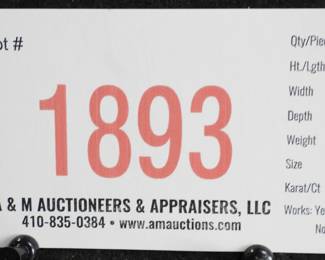 ot #
1893
& M AUCTIONEERS & APPRAISERS, LLC
410-835-0384 • www.amauctions.com
Qty/Pie
Ht./Lgth
Width
Depth
Weight
Size
Karat/Ct
Works: Ye
No